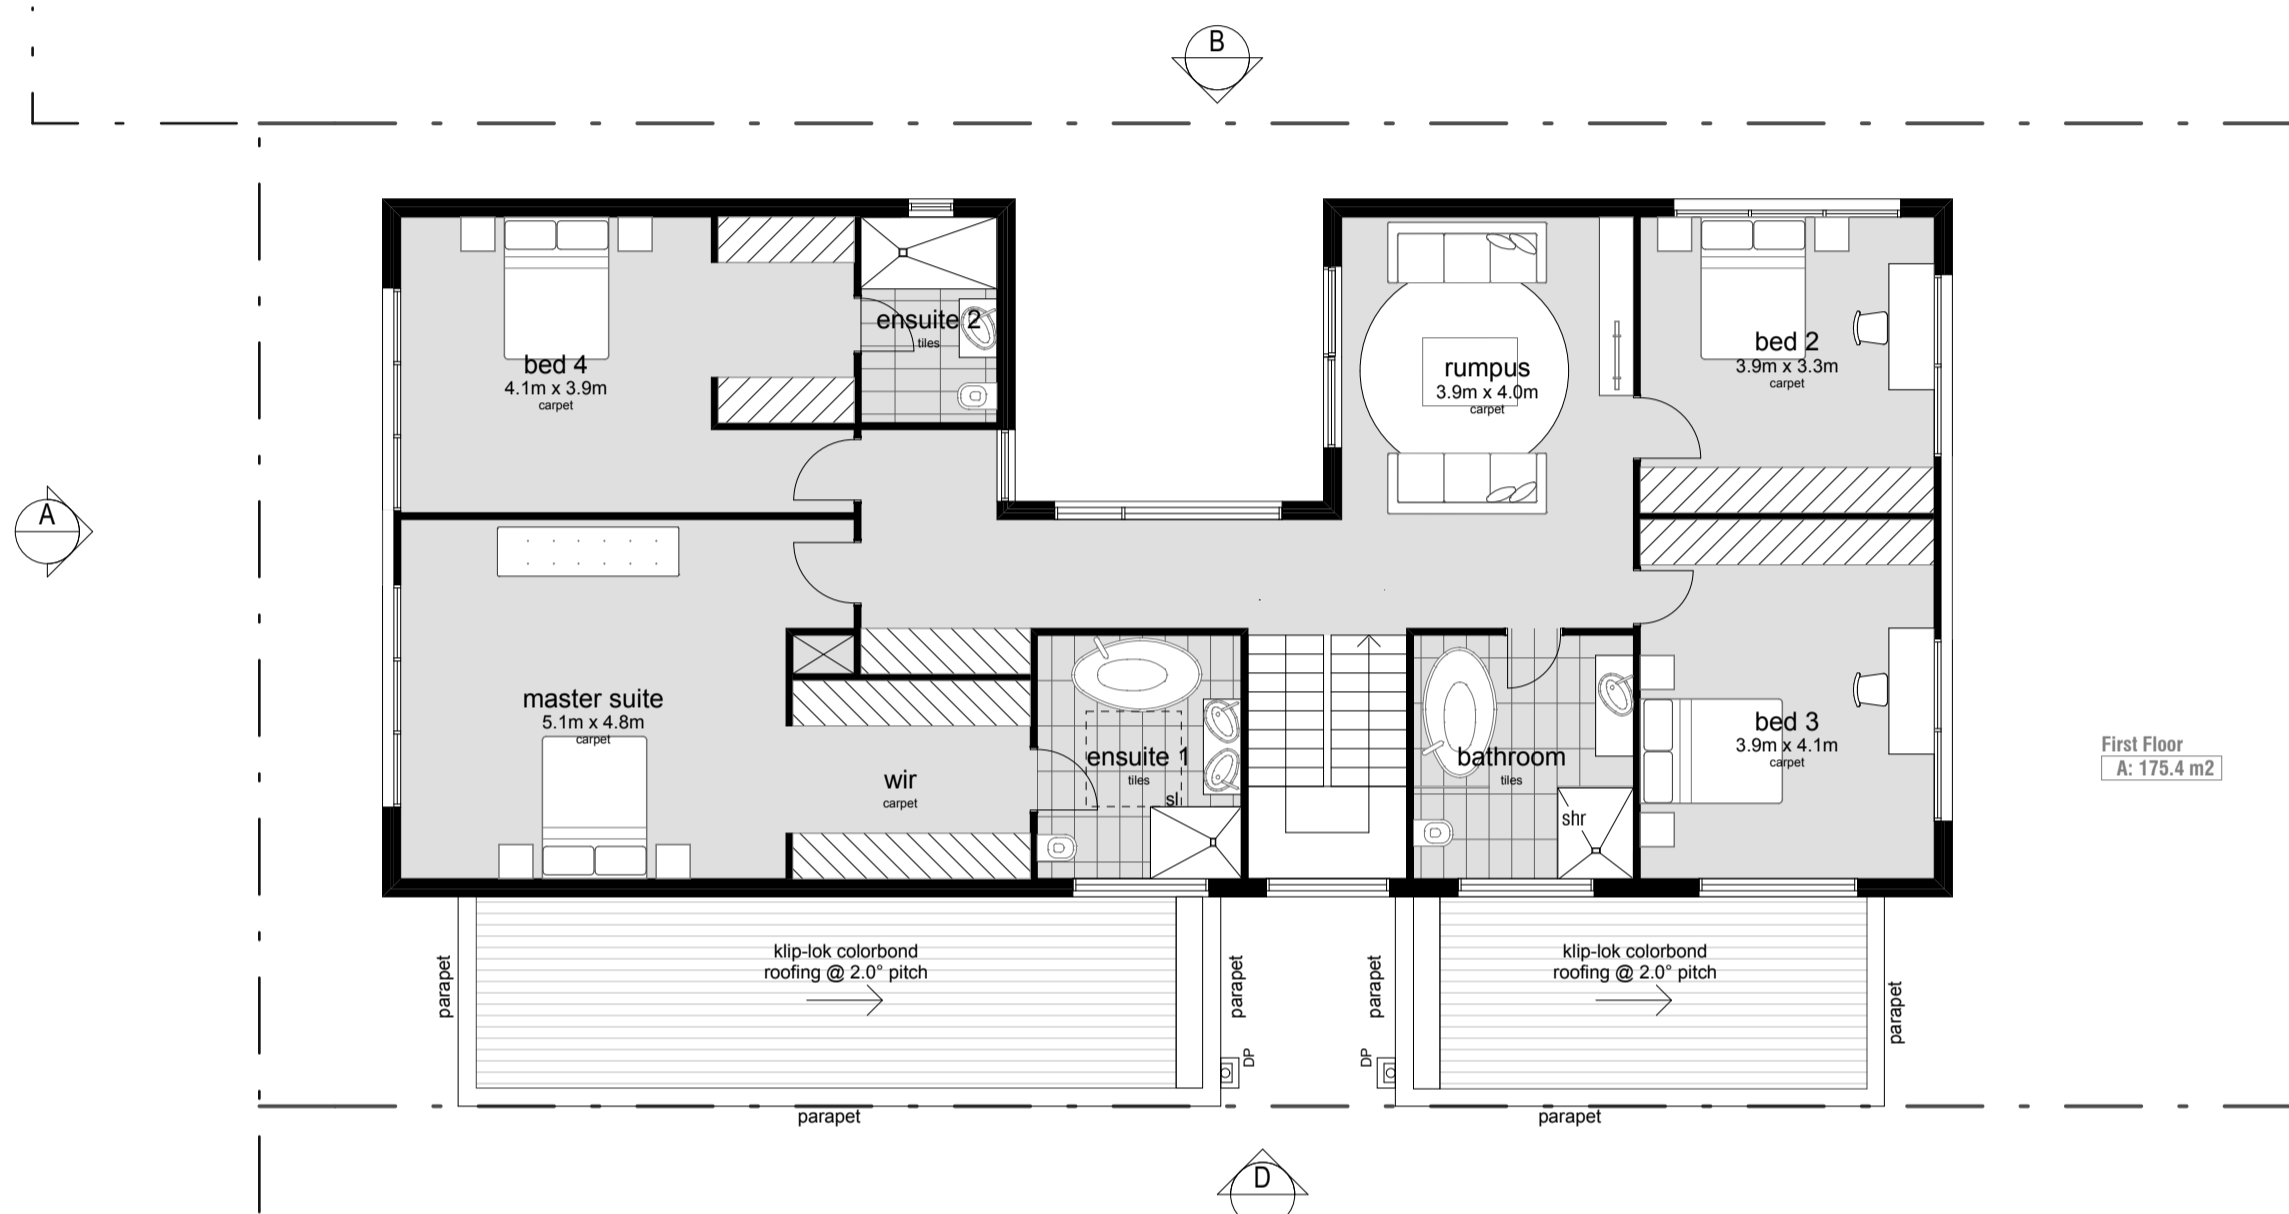 B
A
bed 4
4.1m x 3.9m
carpet
ensuite 2
tiles
rumpus
3.9m x 4.0m
carpet
bed 2
3.9m x 3.3m
carpet
master suite
5.1m x 4.8m
carpet
wir
carpet
ensuite 1
tiles
sl
bathroom
tiles
shr
bed 3
3.9m x 4.1m
carpet
First Floor
A: 175.4 m2
parapet
klip-lok colorbond
roofing @ 2.0° pitch
parapet
DP
parapet
parapet
DP
klip-lok colorbond
roofing @ 2.0° pitch
parapet
parapet
D